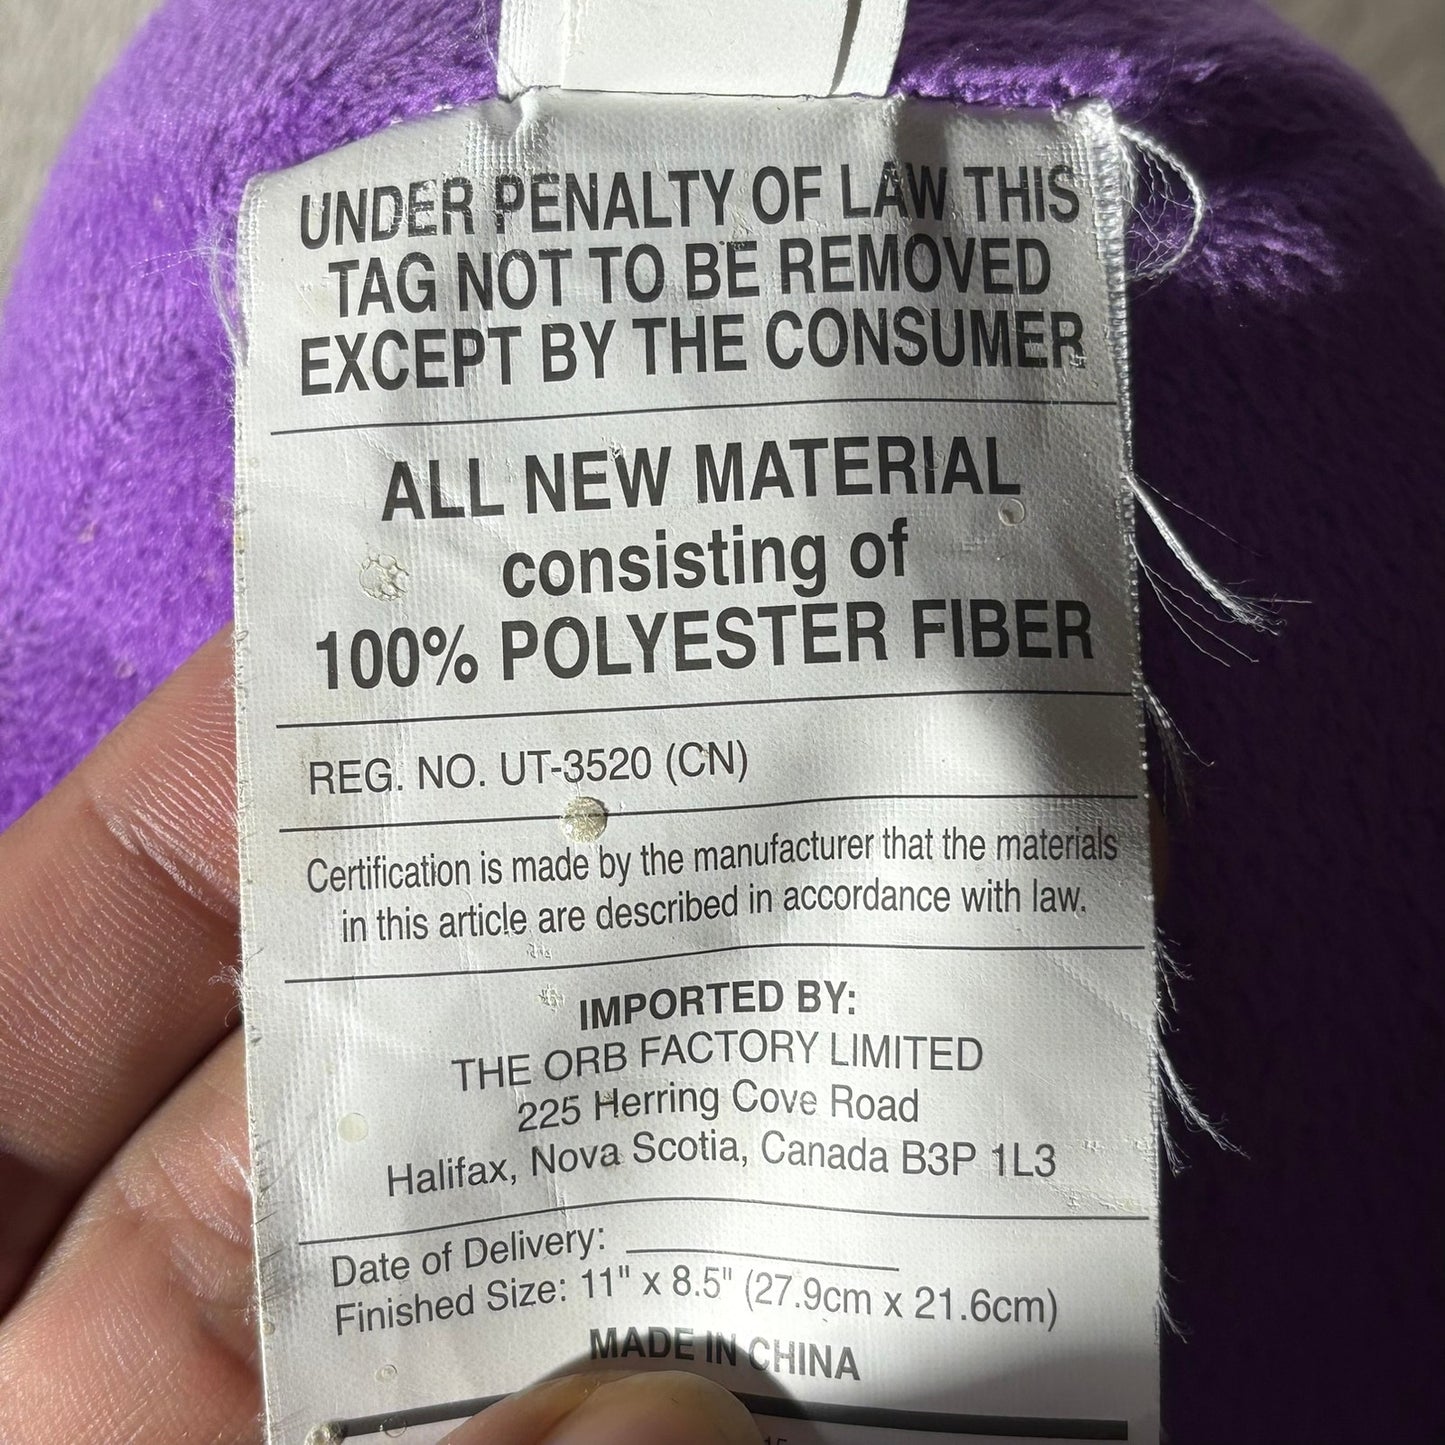 UNDER PENALTY OF LAW THIS
TAG NOT TO BE REMOVED
EXCEPT BY THE CONSUMER
ALL NEW MATERIAL
consisting of
100% POLYESTER FIBER
REG. NO. UT-3520 (CN)
Certification is made by the manufacturer that the materials
in this article are described in accordance with law.
IMPORTED BY:
THE ORB FACTORY LIMITED
225 Herring Cove Road
Halifax, Nova Scotia, Canada B3P 1L3
Date of Delivery:
Finished Size: 11" x 8.5" (27.9cm x 21.6cm)
MADE IN CHINA